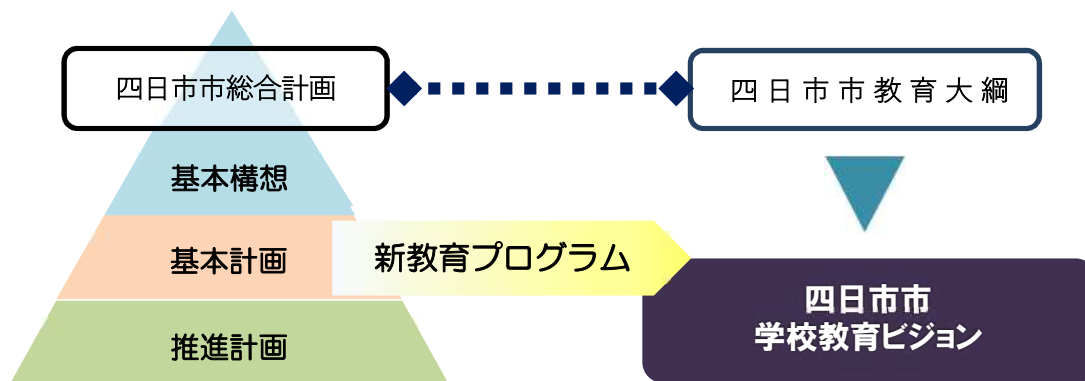 四日市市総合計画
四日市市教育大綱
基本構想
基本計画
新教育プログラム
推進計画
四日市市
学校教育ビジョン